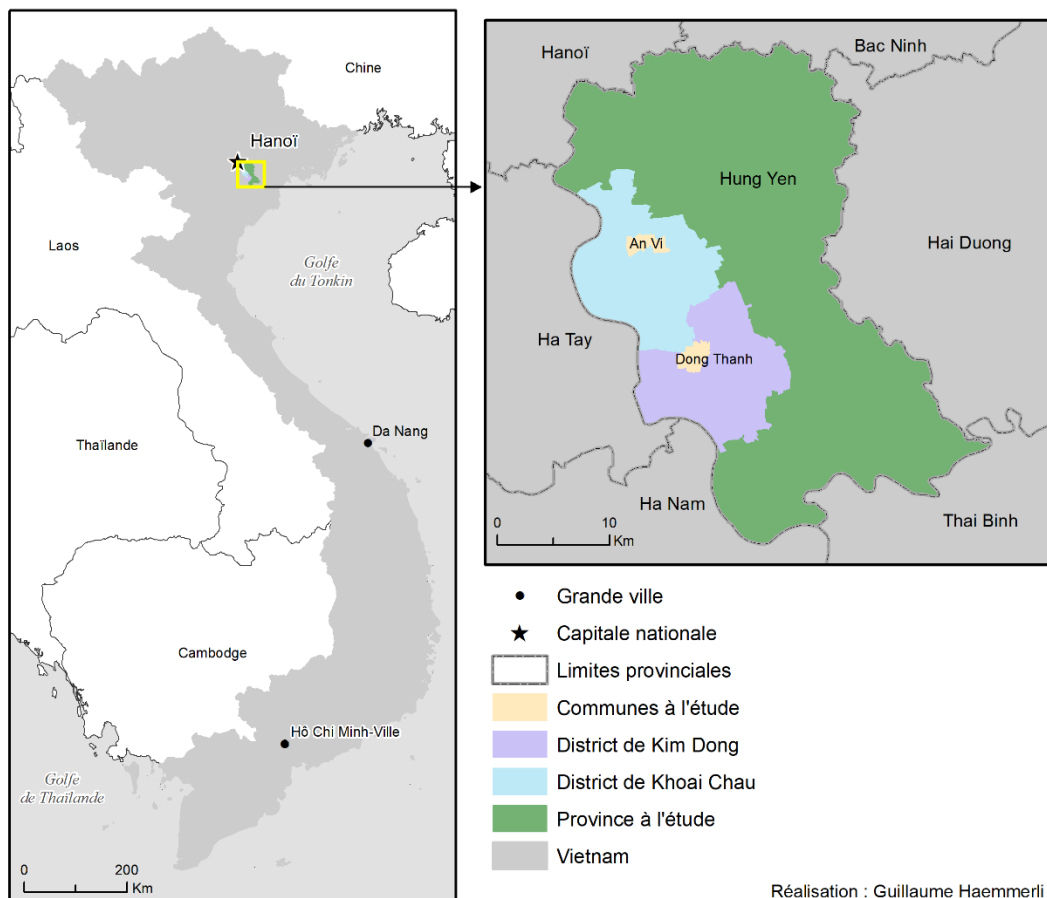 Chine
Hanoï
Laos
Golfe
du Tonkin
Thaïlande
Da Nang
Cambodge
Hô Chi Minh-Ville
Golfe
de Thaïlande
0 200
Km
Hanoï
Bac Ninh
Hung Yen
An Vi
Hai Duong
Ha Tay
Dong Thanh
Ha Nam
Thai Binh
0 10
Km
Grande ville
Capitale nationale
Limites provinciales
Communes à l'étude
District de Kim Dong
District de Khoai Chau
Province à l'étude
Vietnam
Réalisation : Guillaume Haemmerli